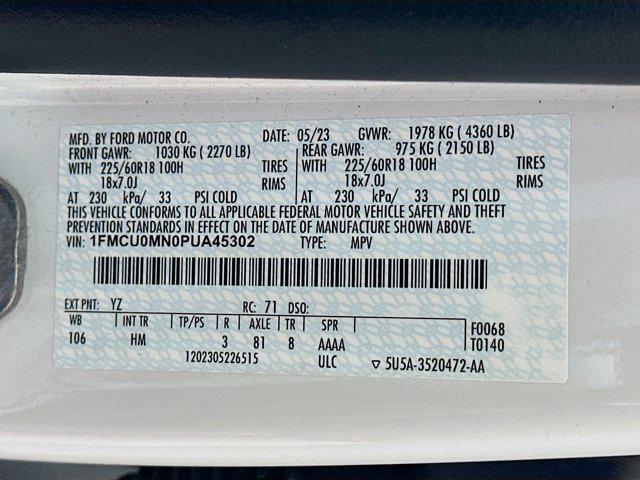 MFD. BY FORD MOTOR CO. DATE: 05/23 GVWR: 1978 KG ( 4360 LB)
FRONT GAWR: 1030 KG ( 2270 LB) REAR GAWR: 975 KG ( 2150 LB)
WITH 225/60R18 100H TIRES WITH 225/60R18 100H TIRES
18x7.0J RIMS 18x7.0J RIMS
AT 230 kPa/ 33 PSI COLD AT 230 kPa/ 33 PSI COLD
THIS VEHICLE CONFORMS TO ALL APPLICABLE FEDERAL MOTOR VEHICLE SAFETY AND THEFT
PREVENTION STANDARDS IN EFFECT ON THE DATE OF MANUFACTURE SHOWN ABOVE.
VIN: 1FMCU0MN0PUA45302 TYPE: MPV
EXT PNT: YZ RC: 71 DSO:
WB INT TR TP/PS R AXLE TR SPR F0068
106 HM 3 81 8 AAAA T0140
1202305226515 ULC ▽ 5U5A-3520472-AA